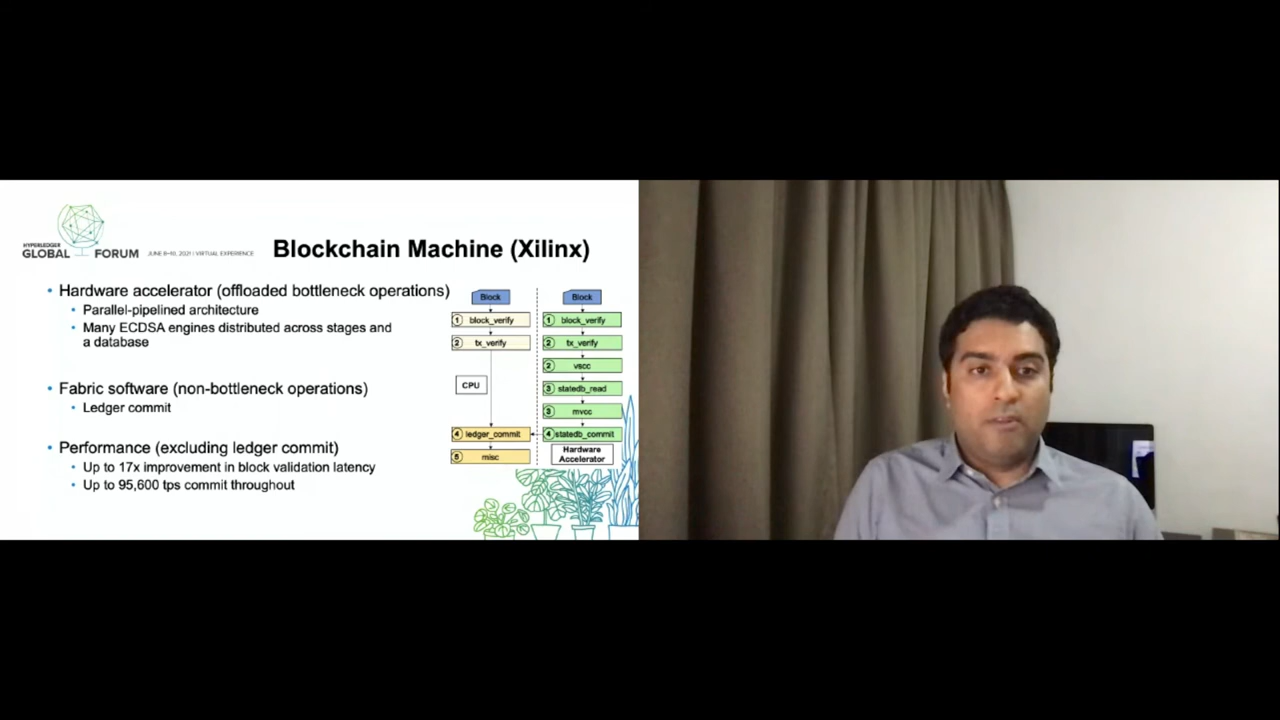 HYPERLEDGER
GLOBAL FORUM
JUNE 8–10, 2021 | VIRTUAL EXPERIENCE
Blockchain Machine (Xilinx)
• Hardware accelerator (offloaded bottleneck operations)
• Parallel-pipelined architecture
• Many ECDSA engines distributed across stages and
a database
• Fabric software (non-bottleneck operations)
• Ledger commit
• Performance (excluding ledger commit)
• Up to 17x improvement in block validation latency
• Up to 95,600 tps commit throughout
Block
1 block_verify
2 tx_verify
CPU
4 ledger_commit
5 misc
Block
1 block_verify
2 tx_verify
2 vscc
3 statedb_read
3 mvcc
4 statedb_commit
Hardware
Accelerator